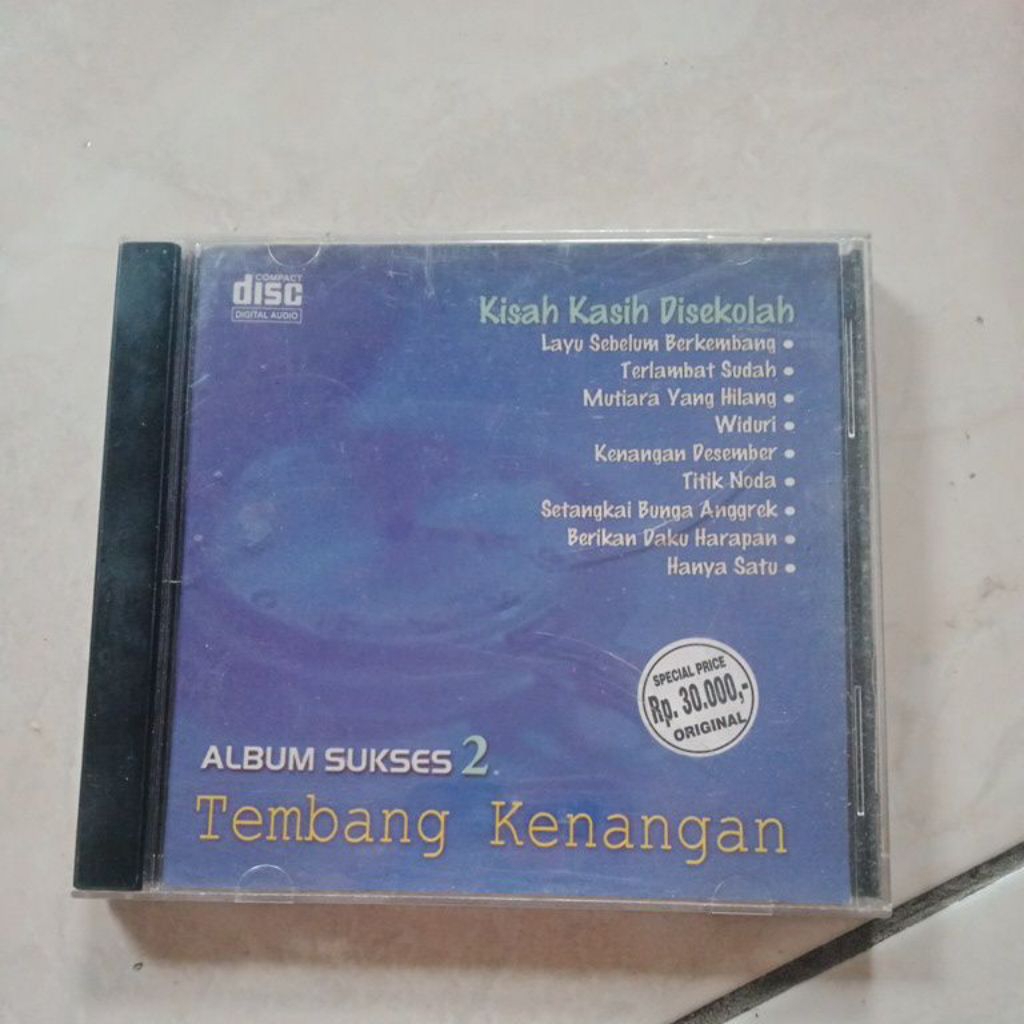 COMPACT
disc
DIGITAL AUDIO
Kisah Kasih Disekolah
Layu Sebelum Berkembang •
Terlambat Sudah •
Mutiara Yang Hilang •
Widuri •
Kenangan Desember •
Titik Noda •
Setangkai Bunga Anggrek •
Berikan Daku Harapan •
Hanya Satu •
SPECIAL PRICE
Rp. 30.000,-
ORIGINAL
ALBUM SUKSES 2
Tembang Kenangan